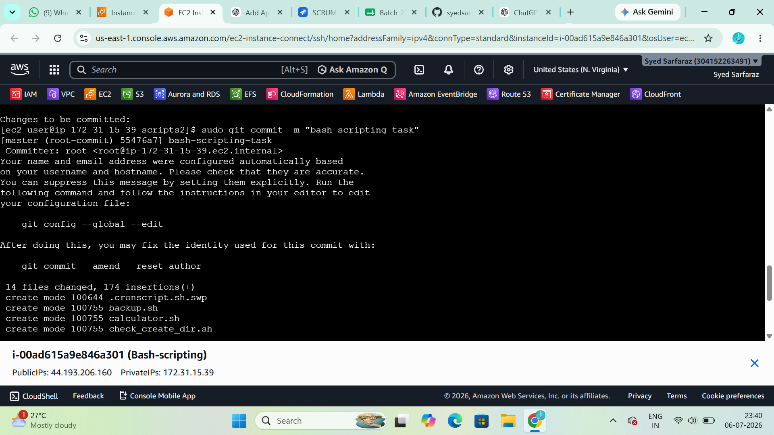 (9) Wha
Instanc
EC2 Ins
Add Ap
SCRUM
Batch 2
syedsar
ChatGP
Ask Gemini
us-east-1.console.aws.amazon.com/ec2-instance-connect/ssh/home?addressFamily=ipv4&connType=standard&instanceId=i-00ad615a9e846a301&osUser=ec...
aws
Search
[Alt+S]
Ask Amazon Q
United States (N. Virginia)
Syed Sarfaraz (304152263491)
Syed Sarfaraz
IAM
VPC
EC2
S3
Aurora and RDS
EFS
CloudFormation
Lambda
Amazon EventBridge
Route 53
Certificate Manager
CloudFront
Changes to be committed:
[ec2 user@ip 172 31 15 39 scripts2]$ sudo git commit  m "bash scripting task"
[master (root-commit) 55476a7] bash-scripting-task
Committer: root <root@ip-172-31-15-39.ec2.internal>
Your name and email address were configured automatically based
on your username and hostname. Please check that they are accurate.
You can suppress this message by setting them explicitly. Run the
following command and follow the instructions in your editor to edit
your configuration file:
git config --global --edit
After doing this, you may fix the identity used for this commit with:
git commit   amend   reset author
14 files changed, 174 insertions(+)
create mode 100644 .cronscript.sh.swp
create mode 100755 backup.sh
create mode 100755 calculator.sh
create mode 100755 check_create_dir.sh
i-00ad615a9e846a301 (Bash-scripting)
PublicIPs: 44.193.206.160 PrivateIPs: 172.31.15.39
CloudShell
Feedback
Console Mobile App
© 2026, Amazon Web Services, Inc. or its affiliates.
Privacy
Terms
Cookie preferences
1
27°C
Mostly cloudy
Search
ENG
IN
23:40
06-07-2026